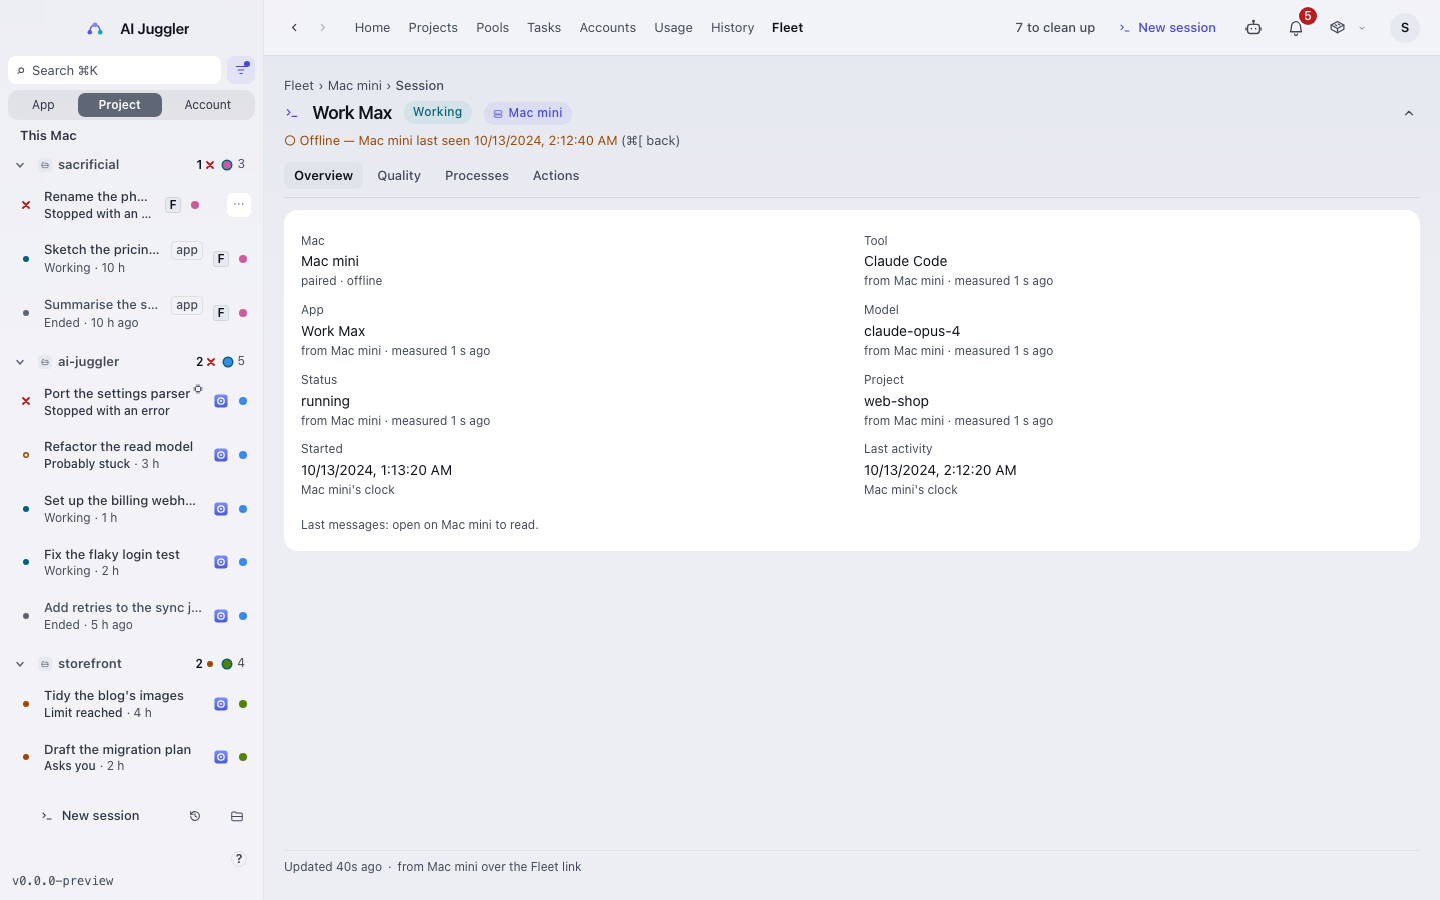 AI Juggler
Search ⌘K
App Project Account
This Mac
sacrificial 1 3
Rename the ph... F
Stopped with an ...
Sketch the pricin... app F
Working · 10 h
Summarise the s... app F
Ended · 10 h ago
ai-juggler 2 5
Port the settings parser
Stopped with an error
Refactor the read model
Probably stuck · 3 h
Set up the billing webh...
Working · 1 h
Fix the flaky login test
Working · 2 h
Add retries to the sync j...
Ended · 5 h ago
storefront 2 4
Tidy the blog's images
Limit reached · 4 h
Draft the migration plan
Asks you · 2 h
New session
?
v0.0.0-preview
Home Projects Pools Tasks Accounts Usage History Fleet
7 to clean up New session 5 S
Fleet › Mac mini › Session
Work Max Working Mac mini
Offline — Mac mini last seen 10/13/2024, 2:12:40 AM (⌘[ back)
Overview Quality Processes Actions
Mac
Mac mini
paired · offline
Tool
Claude Code
from Mac mini · measured 1 s ago
App
Work Max
from Mac mini · measured 1 s ago
Model
claude-opus-4
from Mac mini · measured 1 s ago
Status
running
from Mac mini · measured 1 s ago
Project
web-shop
from Mac mini · measured 1 s ago
Started
10/13/2024, 1:13:20 AM
Mac mini's clock
Last activity
10/13/2024, 2:12:20 AM
Mac mini's clock
Last messages: open on Mac mini to read.
Updated 40s ago · from Mac mini over the Fleet link